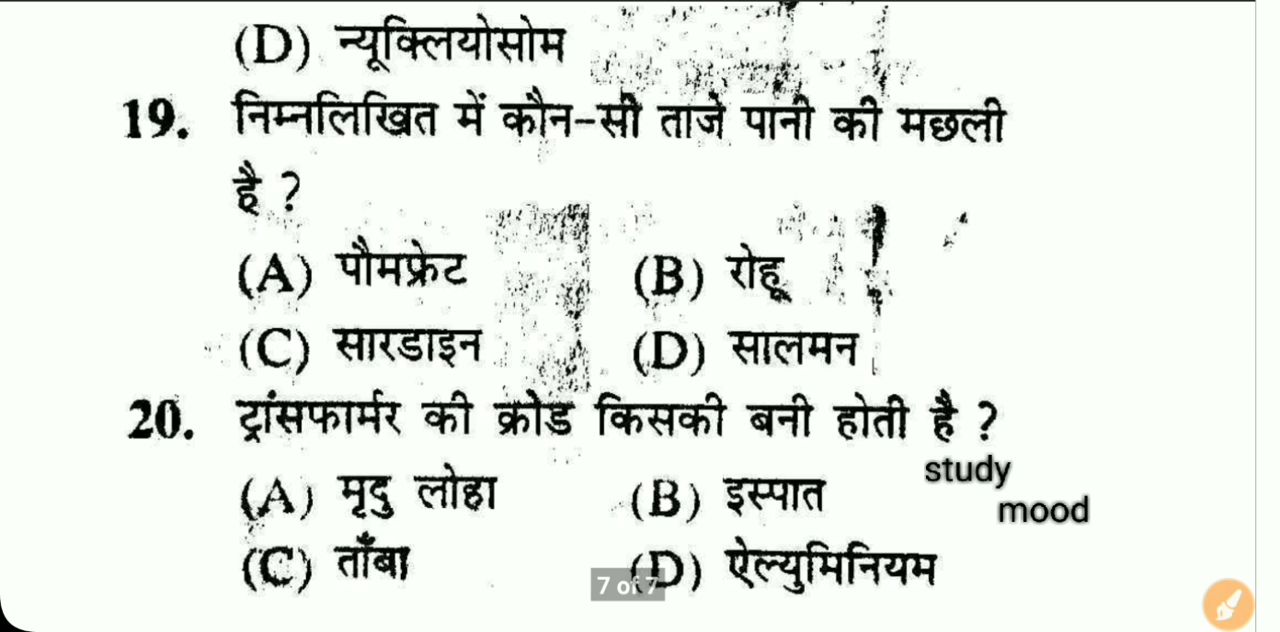 (D) न्यूक्लियोसोम
19. निम्नलिखित में कौन-सी ताजे पानी की मछली
है ?
(A) पौमफ्रेट (B) रोहू
(C) सारडाइन (D) सालमन
20. ट्रांसफार्मर की क्रोड किसकी बनी होती है ?
study
(A) मृदु लोहा (B) इस्पात
mood
(C) ताँबा (D) ऐल्युमिनियम
7 of 7